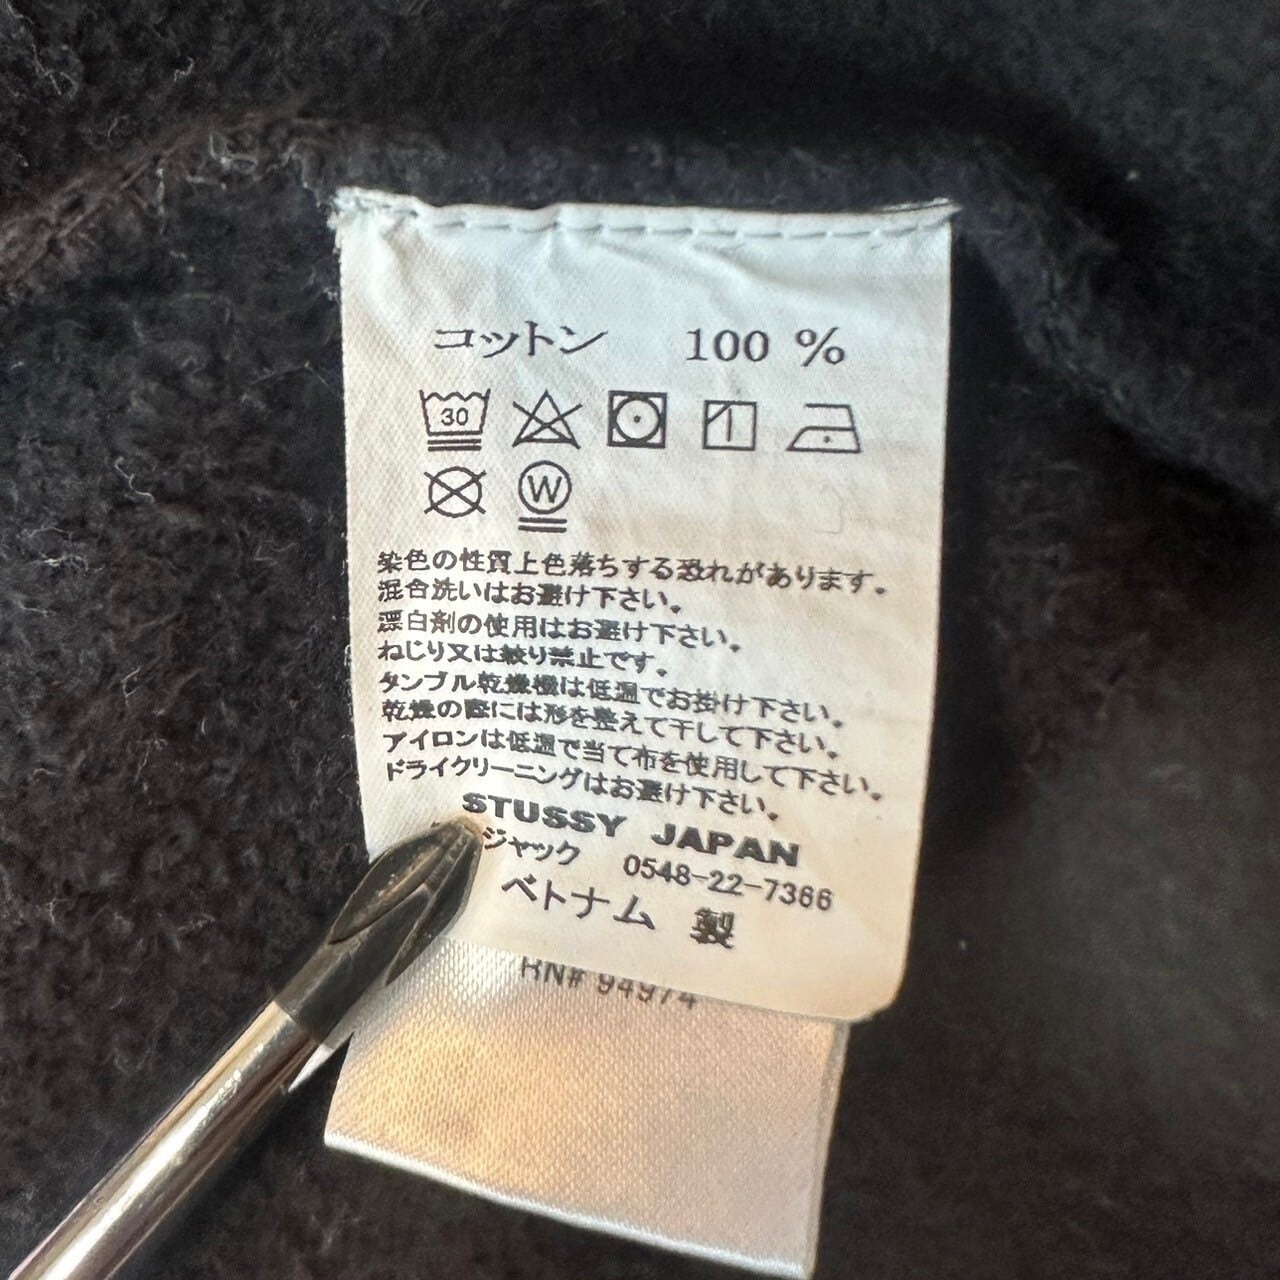 コットン 100 %
30
W
染色の性質上色落ちする恐れがあります。
混合洗いはお避け下さい。
漂白剤の使用はお避け下さい。
ねじり又は絞り禁止です。
タンブル乾燥機は低温でお掛け下さい。
乾燥の際には形を整えて干して下さい。
アイロンは低温で当て布を使用して下さい。
ドライクリーニングはお避け下さい。
STUSSY JAPAN
ジャック 0548-22-7366
ベトナム 製
RN# 94974